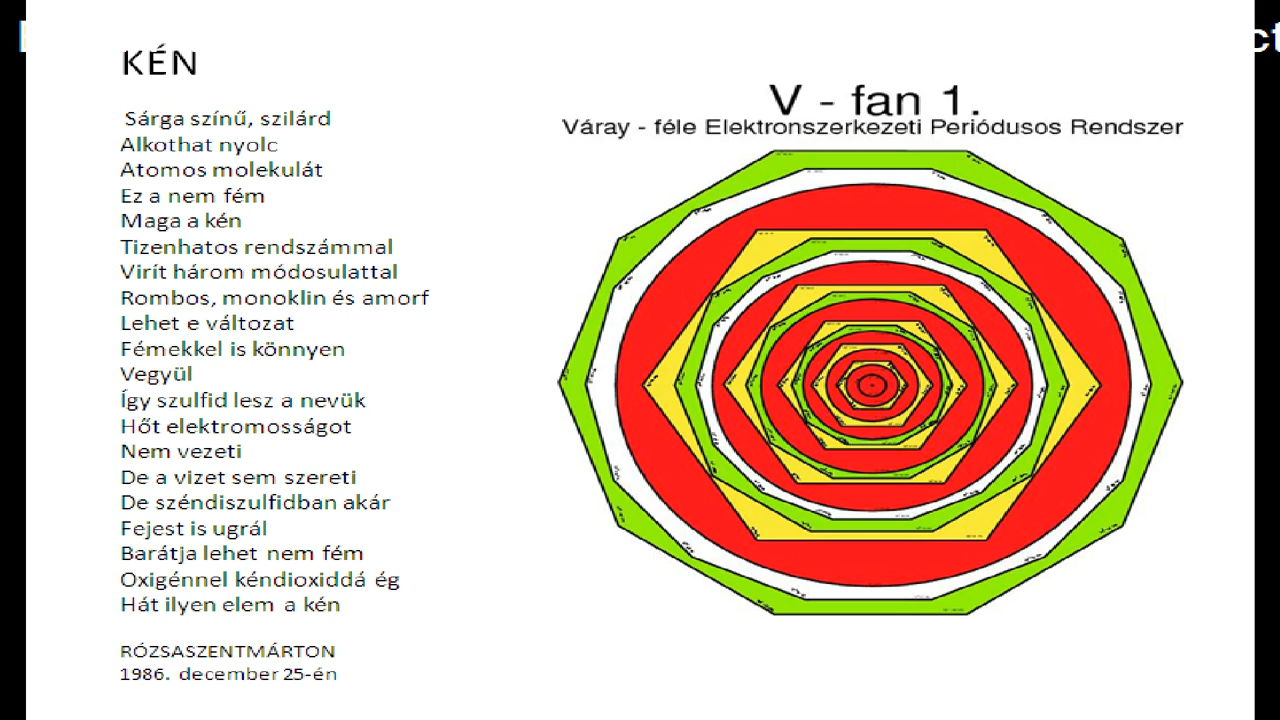 KÉN
Sárga színű, szilárd
Alkothat nyolc
Atomos molekulát
Ez a nem fém
Maga a kén
Tizenhatos rendszámmal
Virít három módosulattal
Rombos, monoklin és amorf
Lehet e változat
Fémekkel is könnyen
Vegyül
Így szulfid lesz a nevük
Hőt elektromosságot
Nem vezeti
De a vizet sem szereti
De széndiszulfidban akár
Fejest is ugrál
Barátja lehet nem fém
Oxigénnel kéndioxiddá ég
Hát ilyen elem a kén
RÓZSASZENTMÁRTON
1986. december 25-én
V - fan 1.
Váray - féle Elektronszerkezeti Periódusos Rendszer
ct